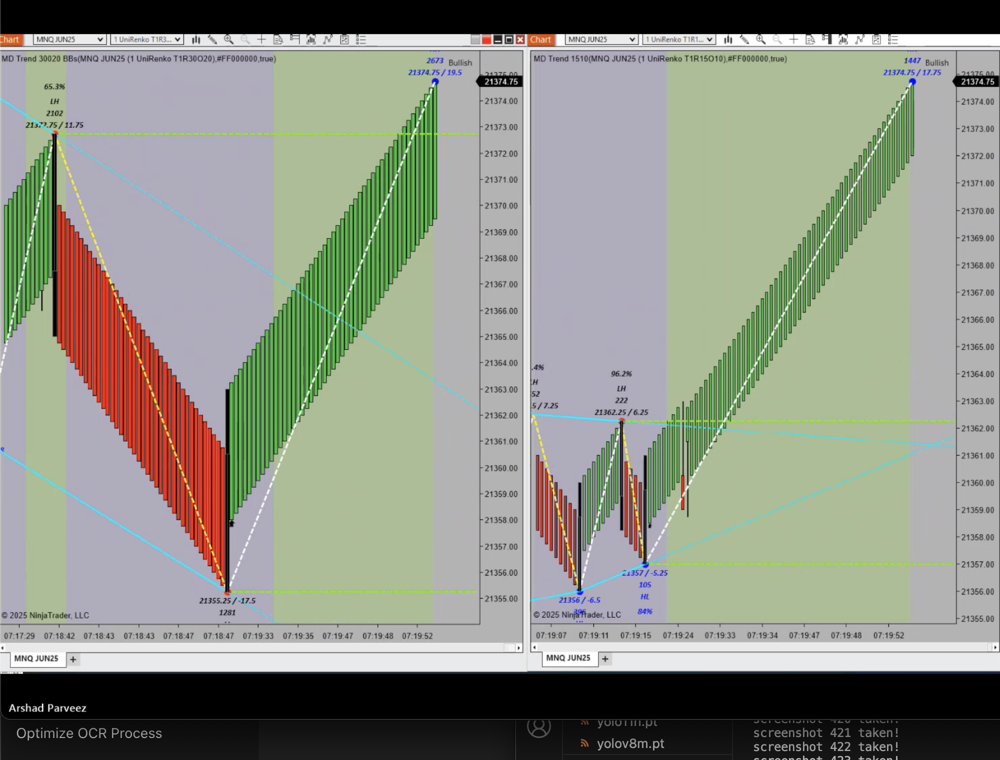 Chart
MNQ JUN25
1 UniRenko T1R3...
MD Trend 30020 BBs(MNQ JUN25 (1 UniRenko T1R30O20),#FF000000,true)
2673
Bullish
21374.75 / 19.5
65.3%
LH
2102
21372.75 / 11.75
21355.25 / -17.5
1281
21375.00
21374.75
21374.00
21373.00
21372.00
21371.00
21370.00
21369.00
21368.00
21367.00
21366.00
21365.00
21364.00
21363.00
21362.00
21361.00
21360.00
21359.00
21358.00
21357.00
21356.00
21355.00
© 2025 NinjaTrader, LLC
07:17:29 07:18:42 07:18:43 07:18:43 07:18:47 07:18:47 07:19:33 07:19:35 07:19:47 07:19:48 07:19:52
MNQ JUN25
Chart
MNQ JUN25
1 UniRenko T1R1...
MD Trend 1510(MNQ JUN25 (1 UniRenko T1R15O10),#FF000000,true)
1447
Bullish
21374.75 / 17.75
.4%
LH
52
5 / 7.25
96.2%
LH
222
21362.25 / 6.25
21357 / -5.25
105
HL
84%
21356 / -6.5
21375.00
21374.75
21374.00
21373.00
21372.00
21371.00
21370.00
21369.00
21368.00
21367.00
21366.00
21365.00
21364.00
21363.00
21362.00
21361.00
21360.00
21359.00
21358.00
21357.00
21356.00
21355.00
© 2025 NinjaTrader, LLC
07:19:07 07:19:11 07:19:15 07:19:24 07:19:33 07:19:34 07:19:47 07:19:48 07:19:52
MNQ JUN25
Arshad Parveez
Optimize OCR Process
yolo11n.pt
yolov8m.pt
screenshot 420 taken!
screenshot 421 taken!
screenshot 422 taken!
screenshot 423 taken!